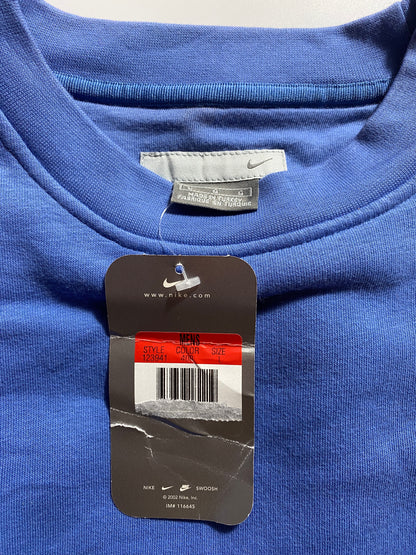 MADE IN TURKEY
FABRIQUÉ EN TURQUIE
www.nike.com
MENS
STYLE COLOR SIZE
123941
NIKE SWOOSH
© 2002 Nike, Inc.
IM# 116645